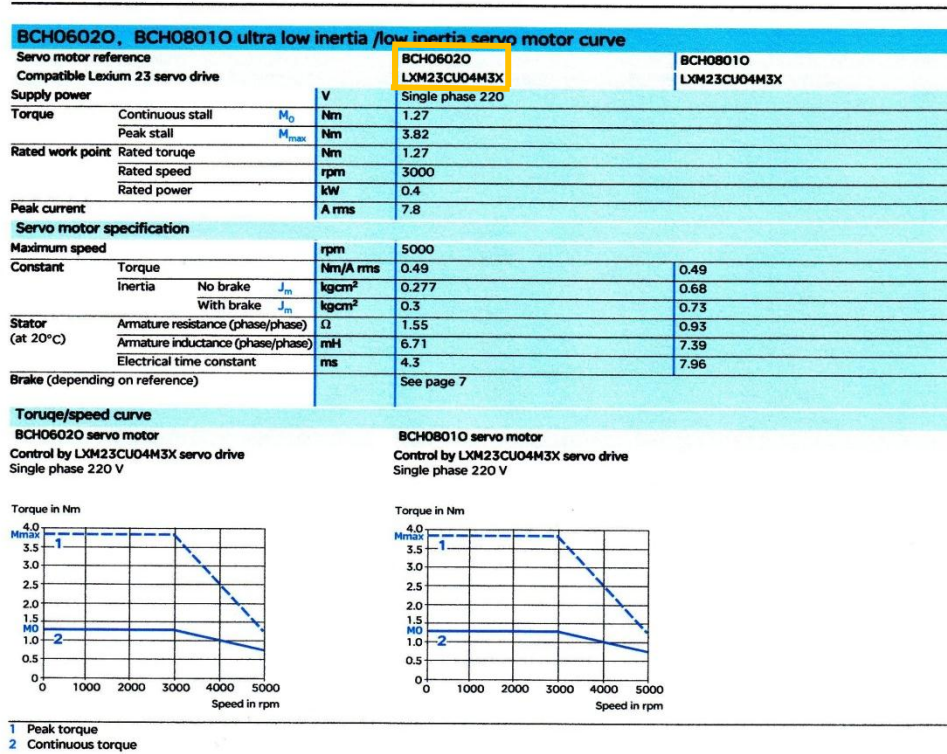 BCH0602O, BCH0801O ultra low inertia /low inertia servo motor curve
Servo motor reference BCH0602O BCH0801O
Compatible Lexium 23 servo drive LXM23CU04M3X LXM23CU04M3X
Supply power V Single phase 220
Torque Continuous stall M0 Nm 1.27
Peak stall Mmax Nm 3.82
Rated work point Rated toruqe Nm 1.27
Rated speed rpm 3000
Rated power kW 0.4
Peak current A rms 7.8
Servo motor specification
Maximum speed rpm 5000
Constant Torque Nm/A rms 0.49 0.49
Inertia No brake Jm kgcm² 0.277 0.68
With brake Jm kgcm² 0.3 0.73
Stator Armature resistance (phase/phase) Ω 1.55 0.93
(at 20°C) Armature inductance (phase/phase) mH 6.71 7.39
Electrical time constant ms 4.3 7.96
Brake (depending on reference) See page 7
Toruqe/speed curve
BCH0602O servo motor
Control by LXM23CU04M3X servo drive
Single phase 220 V
Torque in Nm
4.0
Mmax
3.5
1
3.0
2.5
2.0
1.5
M0
1.0
2
0.5
0
0 1000 2000 3000 4000 5000
Speed in rpm
BCH0801O servo motor
Control by LXM23CU04M3X servo drive
Single phase 220 V
Torque in Nm
4.0
Mmax
3.5
1
3.0
2.5
2.0
1.5
M0
1.0
2
0.5
0
0 1000 2000 3000 4000 5000
Speed in rpm
1 Peak torque
2 Continuous torque